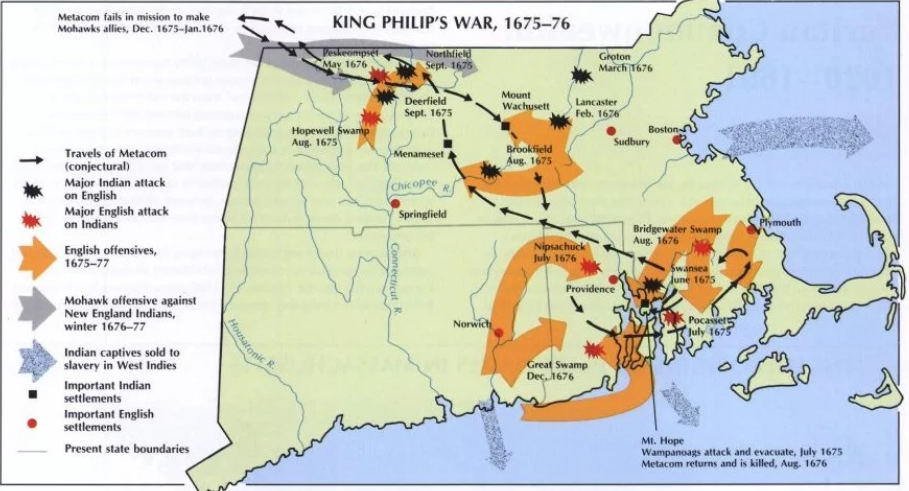 KING PHILIP'S WAR, 1675–76
Metacom fails in mission to make
Mohawks allies, Dec. 1675–Jan.1676
Peskeompset
May 1676
Northfield
Sept. 1675
Groton
March 1676
Mount
Wachusett
Lancaster
Feb. 1676
Deerfield
Sept. 1675
Hopewell Swamp
Aug. 1675
Boston
Sudbury
Menameset
Brookfield
Aug. 1675
Chicopee R.
Springfield
Travels of Metacom
(conjectural)
Major Indian attack
on English
Major English attack
on Indians
English offensives,
1675–77
Mohawk offensive against
New England Indians,
winter 1676–77
Indian captives sold to
slavery in West Indies
Important Indian
settlements
Important English
settlements
Present state boundaries
Housatonic R.
Connecticut R.
Bridgewater Swamp
Aug. 1676
Plymouth
Nipsachuck
July 1676
Swansea
June 1675
Providence
Pocasset
July 1675
Norwich
Great Swamp
Dec. 1676
Mt. Hope
Wampanoags attack and evacuate, July 1675
Metacom returns and is killed, Aug. 1676